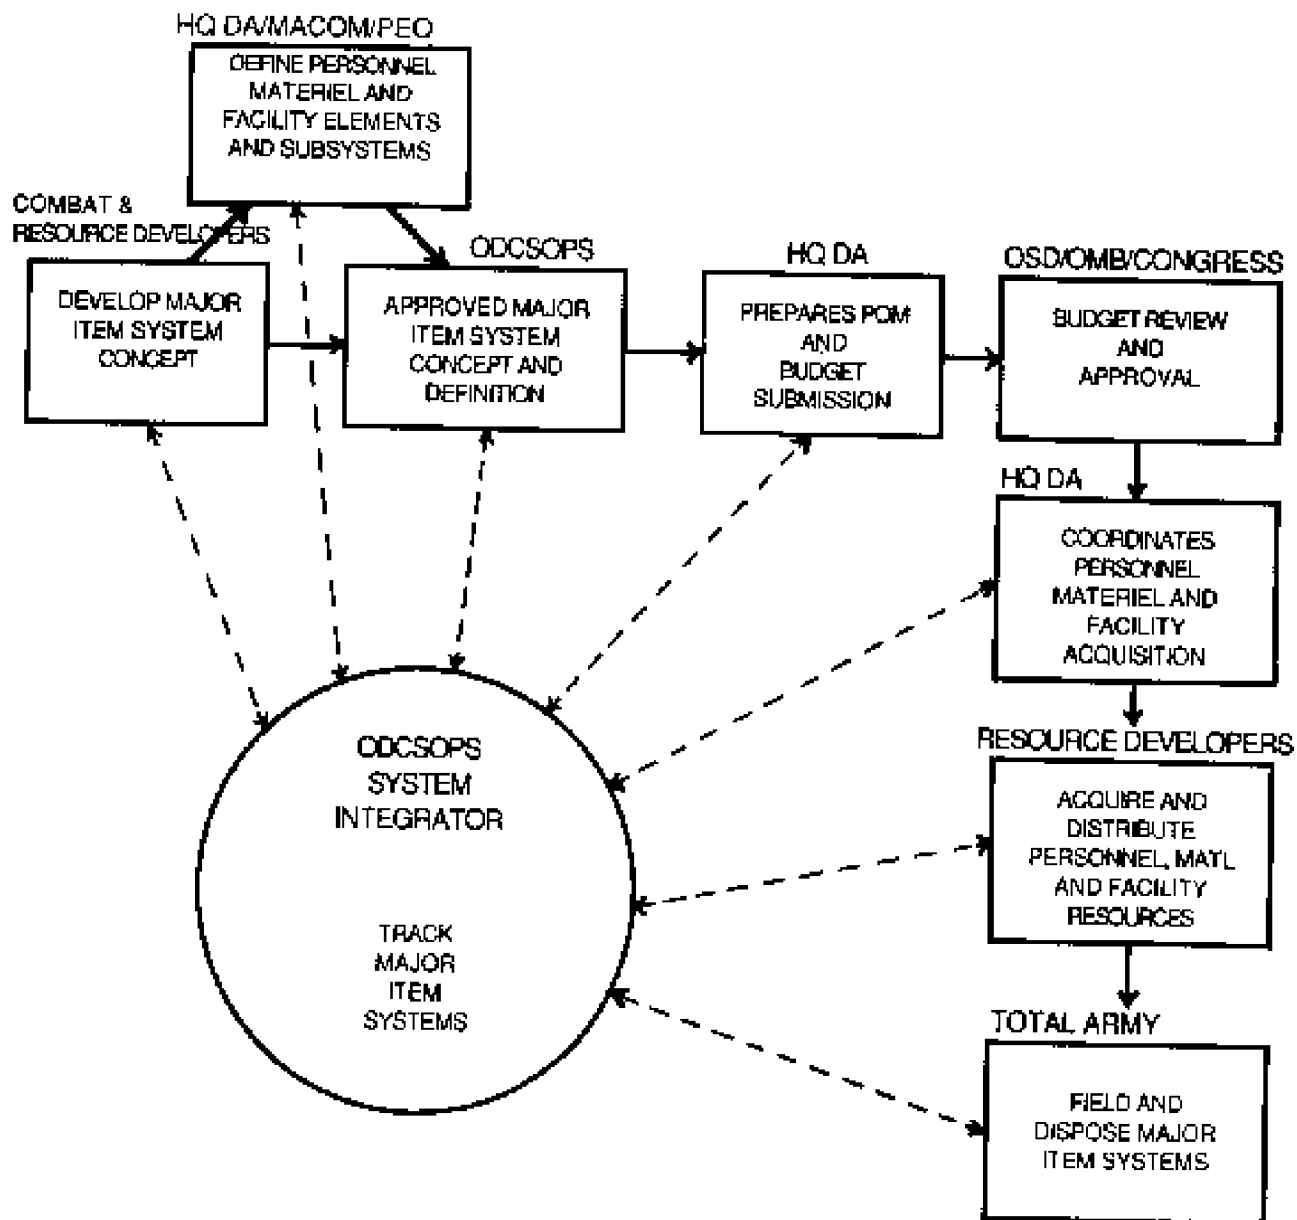 HQ DA/MACOM/PEO
DEFINE PERSONNEL
MATERIEL AND
FACILITY ELEMENTS
AND SUBSYSTEMS
COMBAT &
RESOURCE DEVELOPERS
DEVELOP MAJOR
ITEM SYSTEM
CONCEPT
ODCSOPS
APPROVED MAJOR
ITEM SYSTEM
CONCEPT AND
DEFINITION
HQ DA
PREPARES POM
AND
BUDGET
SUBMISSION
OSD/OMB/CONGRESS
BUDGET REVIEW
AND
APPROVAL
HQ DA
COORDINATES
PERSONNEL
MATERIEL AND
FACILITY
ACQUISITION
RESOURCE DEVELOPERS
ACQUIRE AND
DISTRIBUTE
PERSONNEL, MATL
AND FACILITY
RESOURCES
TOTAL ARMY
FIELD AND
DISPOSE MAJOR
ITEM SYSTEMS
ODCSOPS
SYSTEM
INTEGRATOR
TRACK
MAJOR
ITEM
SYSTEMS